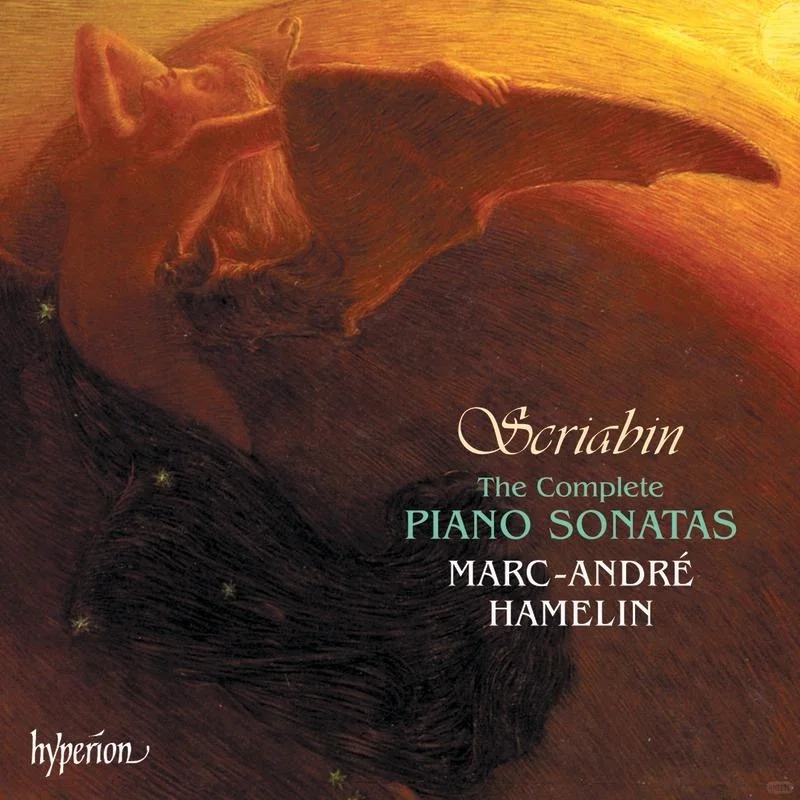 Scriabin
The Complete
PIANO SONATAS
MARC-ANDRÉ
HAMELIN
hyperion